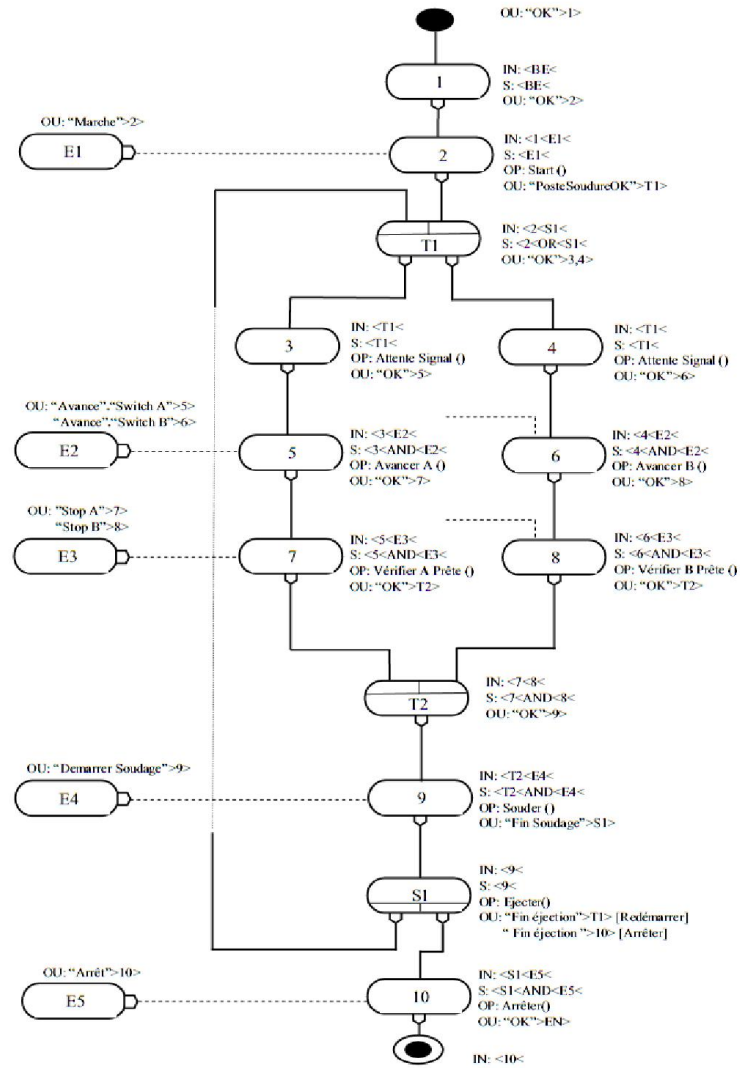 OU: “OK”>1>
1
IN: <BE<
S: <BE<
OU: “OK”>2>
OU: “Marche”>2>
E1
2
IN: <1<E1<
S: <E1<
OP: Start ()
OU: “PosteSoudureOK”>T1>
T1
IN: <2<S1<
S: <2<OR<S1<
OU: “OK”>3,4>
3
IN: <T1<
S: <T1<
OP: Attente Signal ()
OU: “OK”>5>
4
IN: <T1<
S: <T1<
OP: Attente Signal ()
OU: “OK”>6>
OU: “Avance”.“Switch A”>5>
“Avance”.“Switch B”>6>
E2
5
IN: <3<E2<
S: <3<AND<E2<
OP: Avancer A ()
OU: “OK”>7>
6
IN: <4<E2<
S: <4<AND<E2<
OP: Avancer B ()
OU: “OK”>8>
OU: ”Stop A”>7>
“Stop B”>8>
E3
7
IN: <5<E3<
S: <5<AND<E3<
OP: Vérifier A Prête ()
OU: “OK”>T2>
8
IN: <6<E3<
S: <6<AND<E3<
OP: Vérifier B Prête ()
OU: “OK”>T2>
T2
IN: <7<8<
S: <7<AND<8<
OU: “OK”>9>
OU: “Demarrer Soudage”>9>
E4
9
IN: <T2<E4<
S: <T2<AND<E4<
OP: Souder ()
OU: “Fin Soudage”>S1>
S1
IN: <9<
S: <9<
OP: Ejecter()
OU: “Fin éjection”>T1> [Redémarrer]
“ Fin éjection ”>10> [Arrêter]
OU: “Arrêt”>10>
E5
10
IN: <S1<E5<
S: <S1<AND<E5<
OP: Arrêter()
OU: “OK”>EN>
IN: <10<